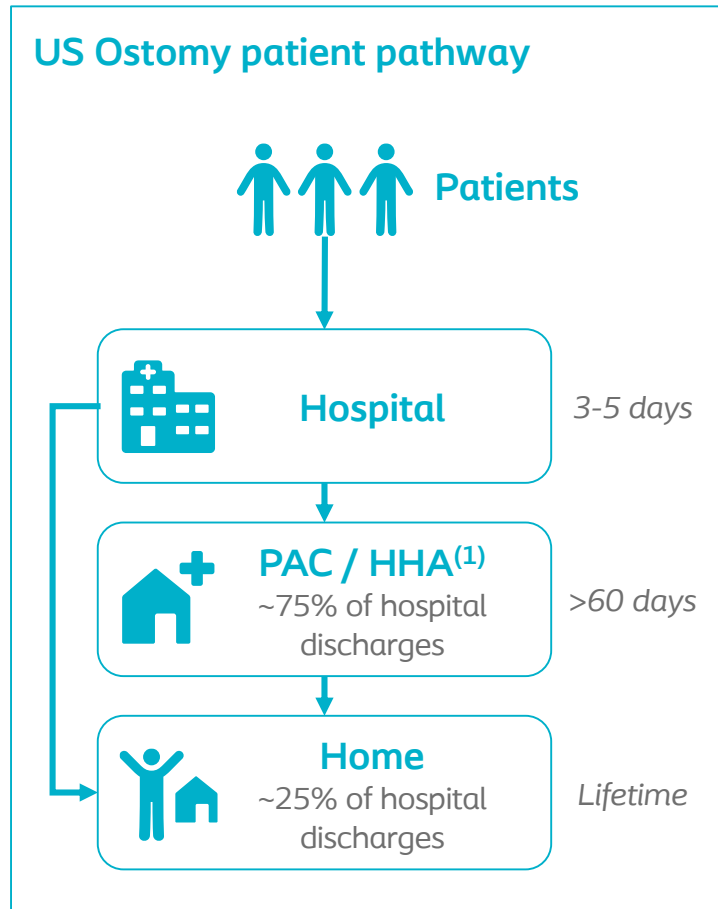 US Ostomy patient pathway
Patients
Hospital
3-5 days
PAC / HHA(1)
~75% of hospital
discharges
>60 days
Home
~25% of hospital
discharges
Lifetime